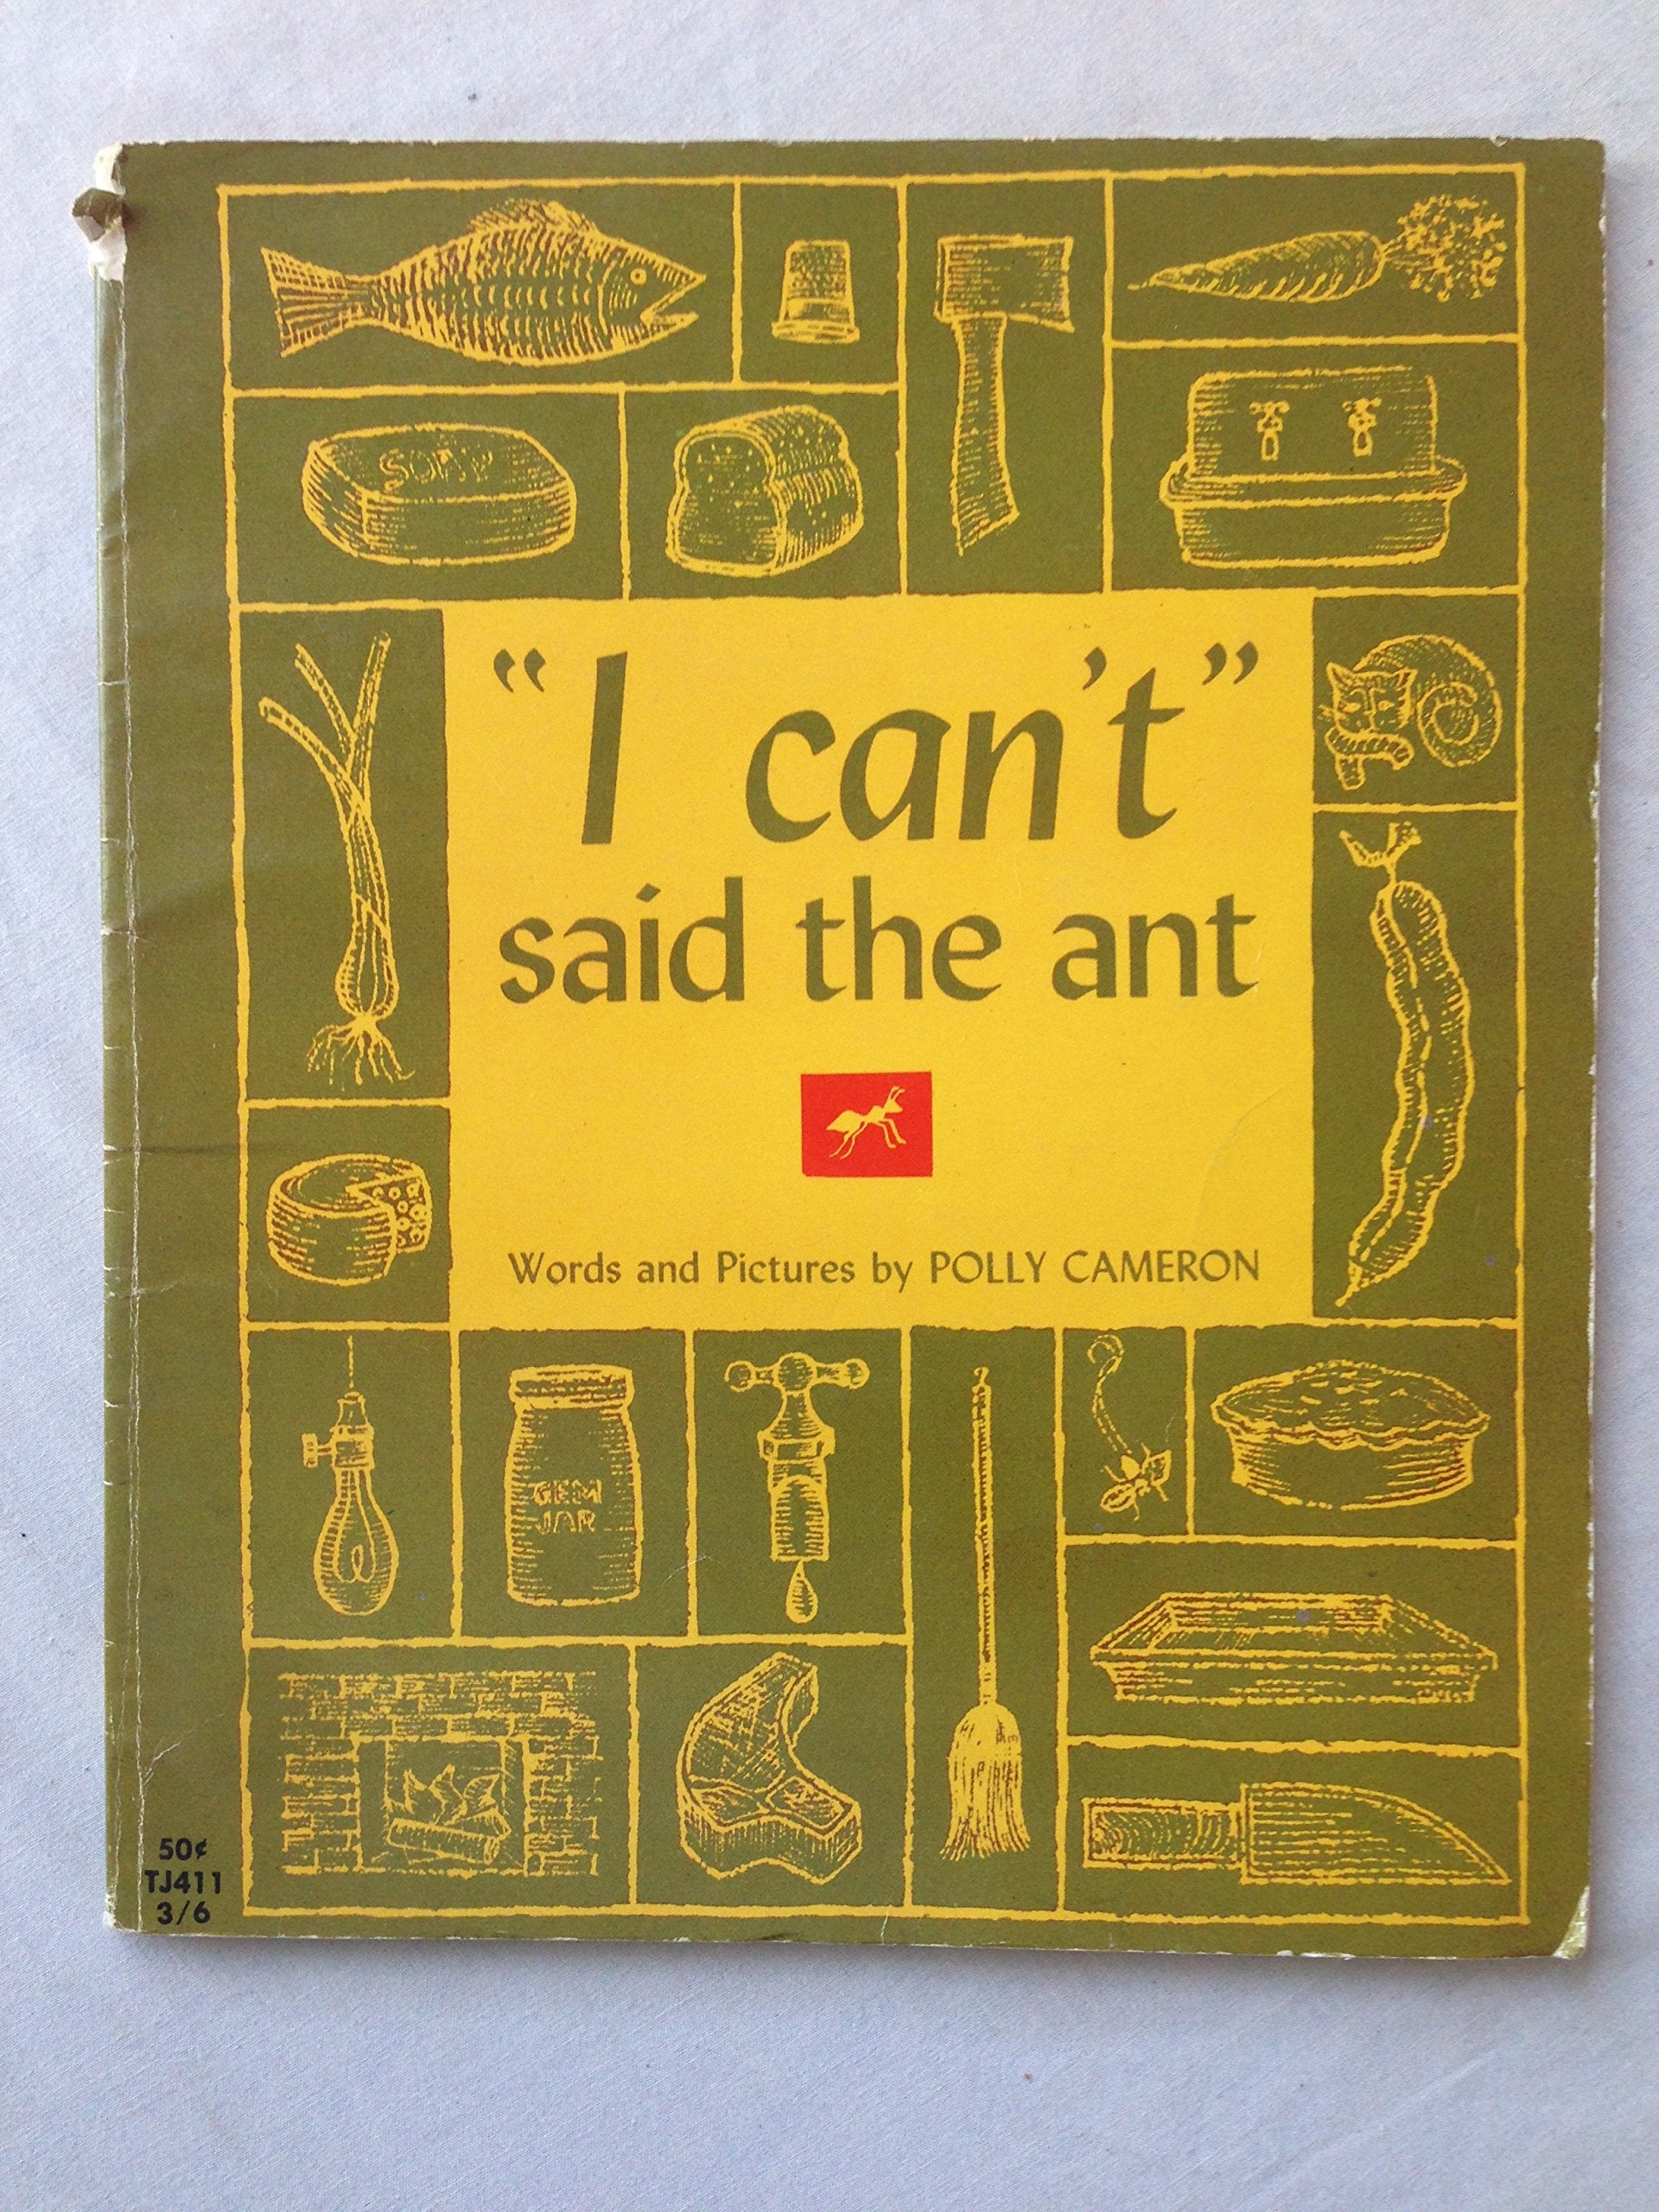 SOAP
“I can't”
said the ant
Words and Pictures by POLLY CAMERON
GEM
JAR
50¢
TJ411
3/6